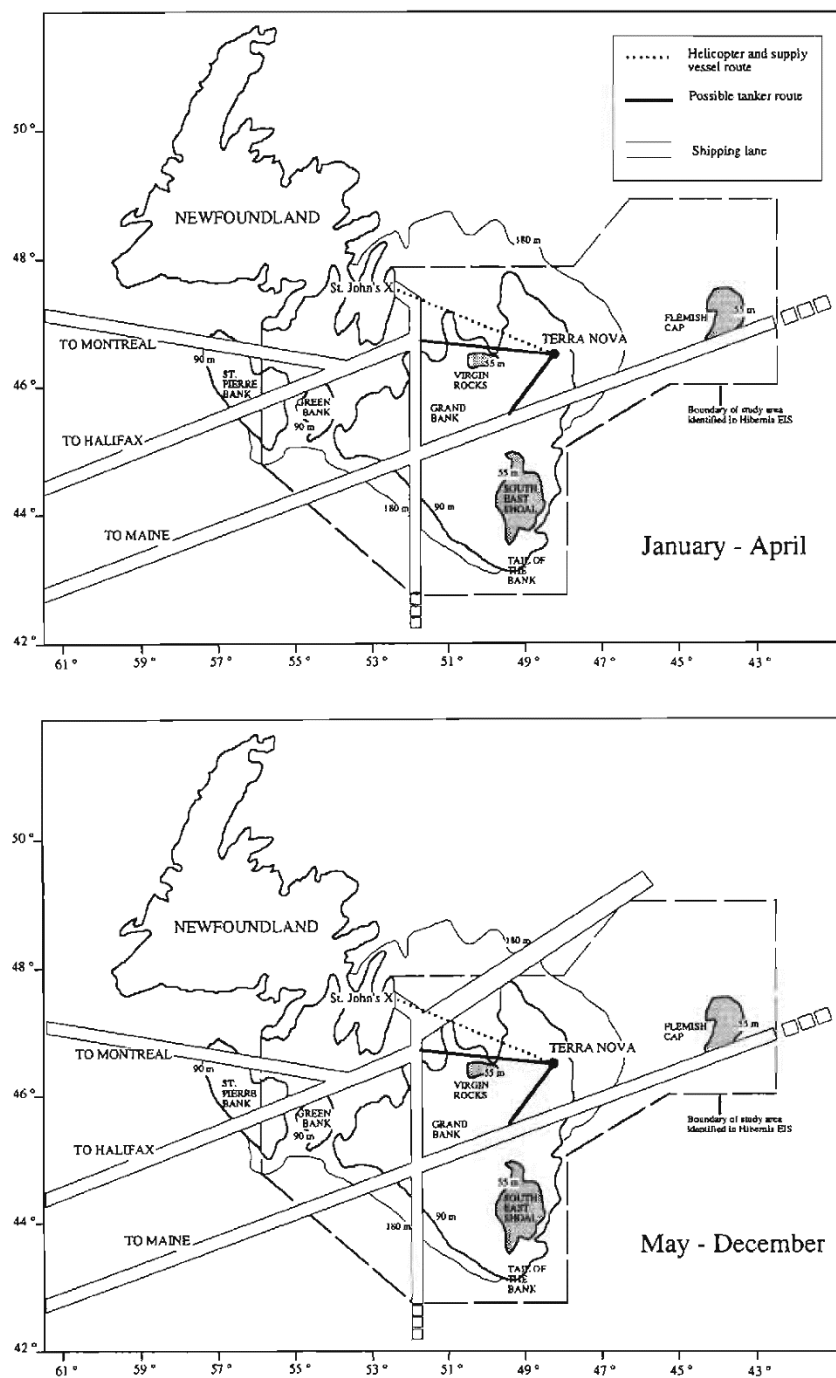 Helicopter and supply
vessel route
Possible tanker route
Shipping lane
50°
48°
46°
44°
42°
NEWFOUNDLAND
180 m
St. John's X
TO MONTREAL
90 m
ST.
PIERRE
BANK
GREEN
BANK
90 m
TO HALIFAX
TO MAINE
TERRA NOVA
55 m
VIRGIN
ROCKS
GRAND
BANK
FLEMISH
CAP
55 m
Boundary of study area
identified in Hibernia EIS
55 m
SOUTH
EAST
SHOAL
180 m
90 m
TAIL OF
THE
BANK
January - April
61°
59°
57°
55°
53°
51°
49°
47°
45°
43°
50°
48°
46°
44°
42°
NEWFOUNDLAND
180 m
St. John's X
TO MONTREAL
90 m
ST.
PIERRE
BANK
GREEN
BANK
90 m
TO HALIFAX
TO MAINE
TERRA NOVA
55 m
VIRGIN
ROCKS
GRAND
BANK
FLEMISH
CAP
55 m
Boundary of study area
identified in Hibernia EIS
55 m
SOUTH
EAST
SHOAL
180 m
90 m
TAIL OF
THE
BANK
May - December
61°
59°
57°
55°
53°
51°
49°
47°
45°
43°